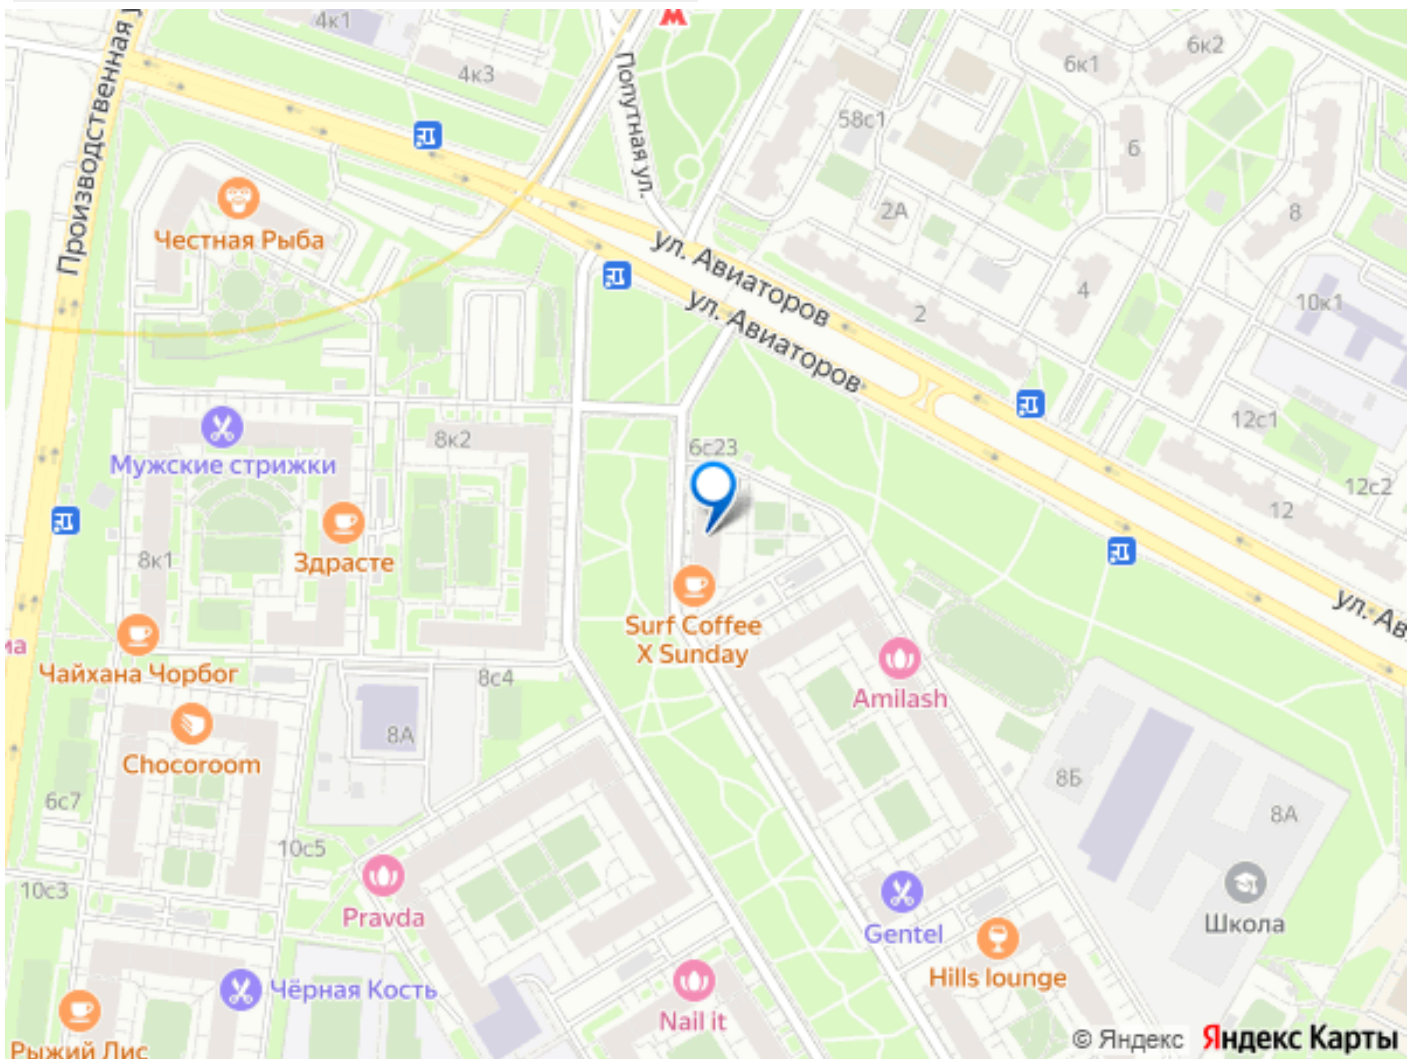 4к1
6к2
6к1
4к3
Производственная
Попутная ул.
58с1
6
2А
8
Честная Рыба
ул. Авиаторов
4
10к1
2
ул. Авиаторов
12с1
8к2
6с23
Мужские стрижки
12с2
12
8к1
Здрасте
ул. Ав
Surf Coffee
X Sunday
иа
Чайхана Чорбог
8с4
Amilash
8А
Chocoroom
8Б
6с7
8А
10с5
10с3
Pravda
Школа
Gentel
Hills lounge
Чёрная Кость
Nail it
Рыжий Лис
© Яндекс Яндекс Карты